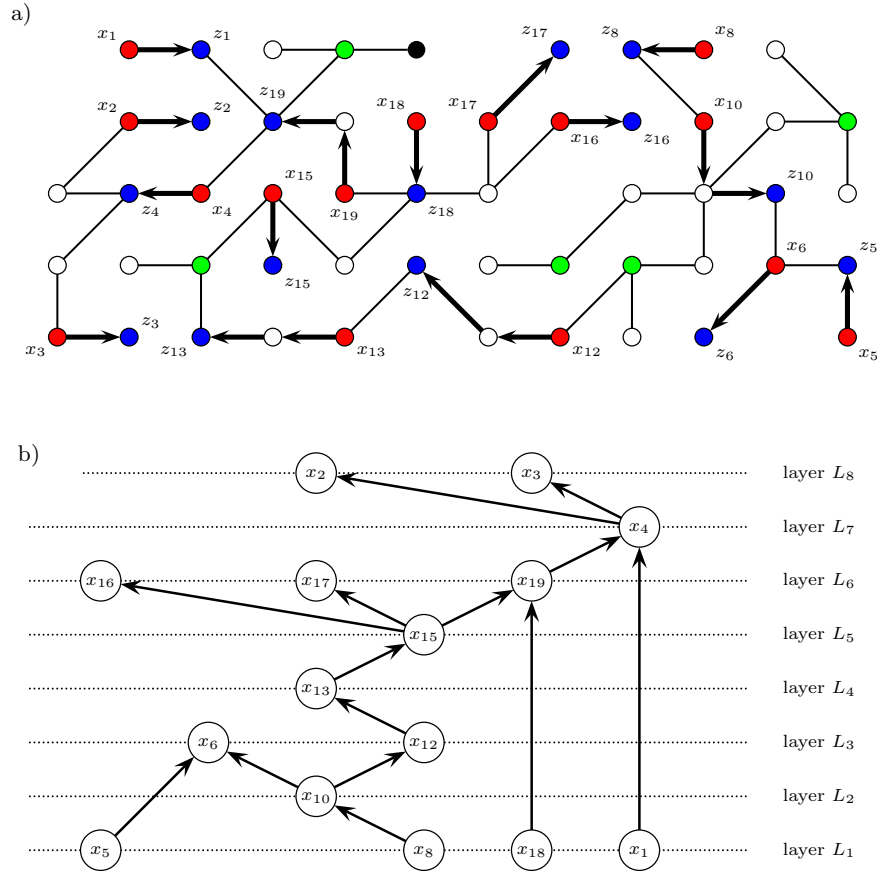 a)
x₁ z₁ z₁₇ z₈ x₈
x₂ z₂ z₁₉ x₁₈ x₁₇ x₁₆ z₁₆ x₁₀
z₄ x₄ x₁₅ x₁₉ z₁₈ z₁₀
z₁₅ z₁₂ x₆ z₅
x₃ z₃ z₁₃ x₁₃ x₁₂ z₆ x₅
b)
x₂ x₃ layer L₈
x₄ layer L₇
x₁₆ x₁₇ x₁₉ layer L₆
x₁₅ layer L₅
x₁₃ layer L₄
x₆ x₁₂ layer L₃
x₁₀ layer L₂
x₅ x₈ x₁₈ x₁ layer L₁